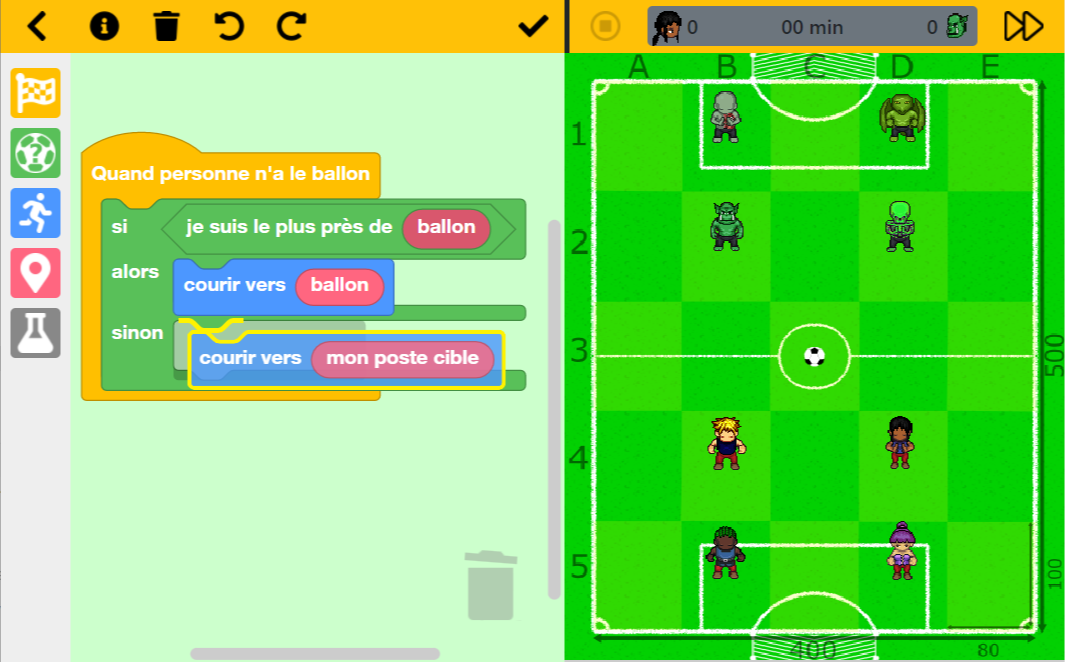 0 00 min 0
A B C D E
Quand personne n'a le ballon
si je suis le plus près de ballon
alors courir vers ballon
sinon
courir vers mon poste cible
1
2
3
4
5
500
100
400
80